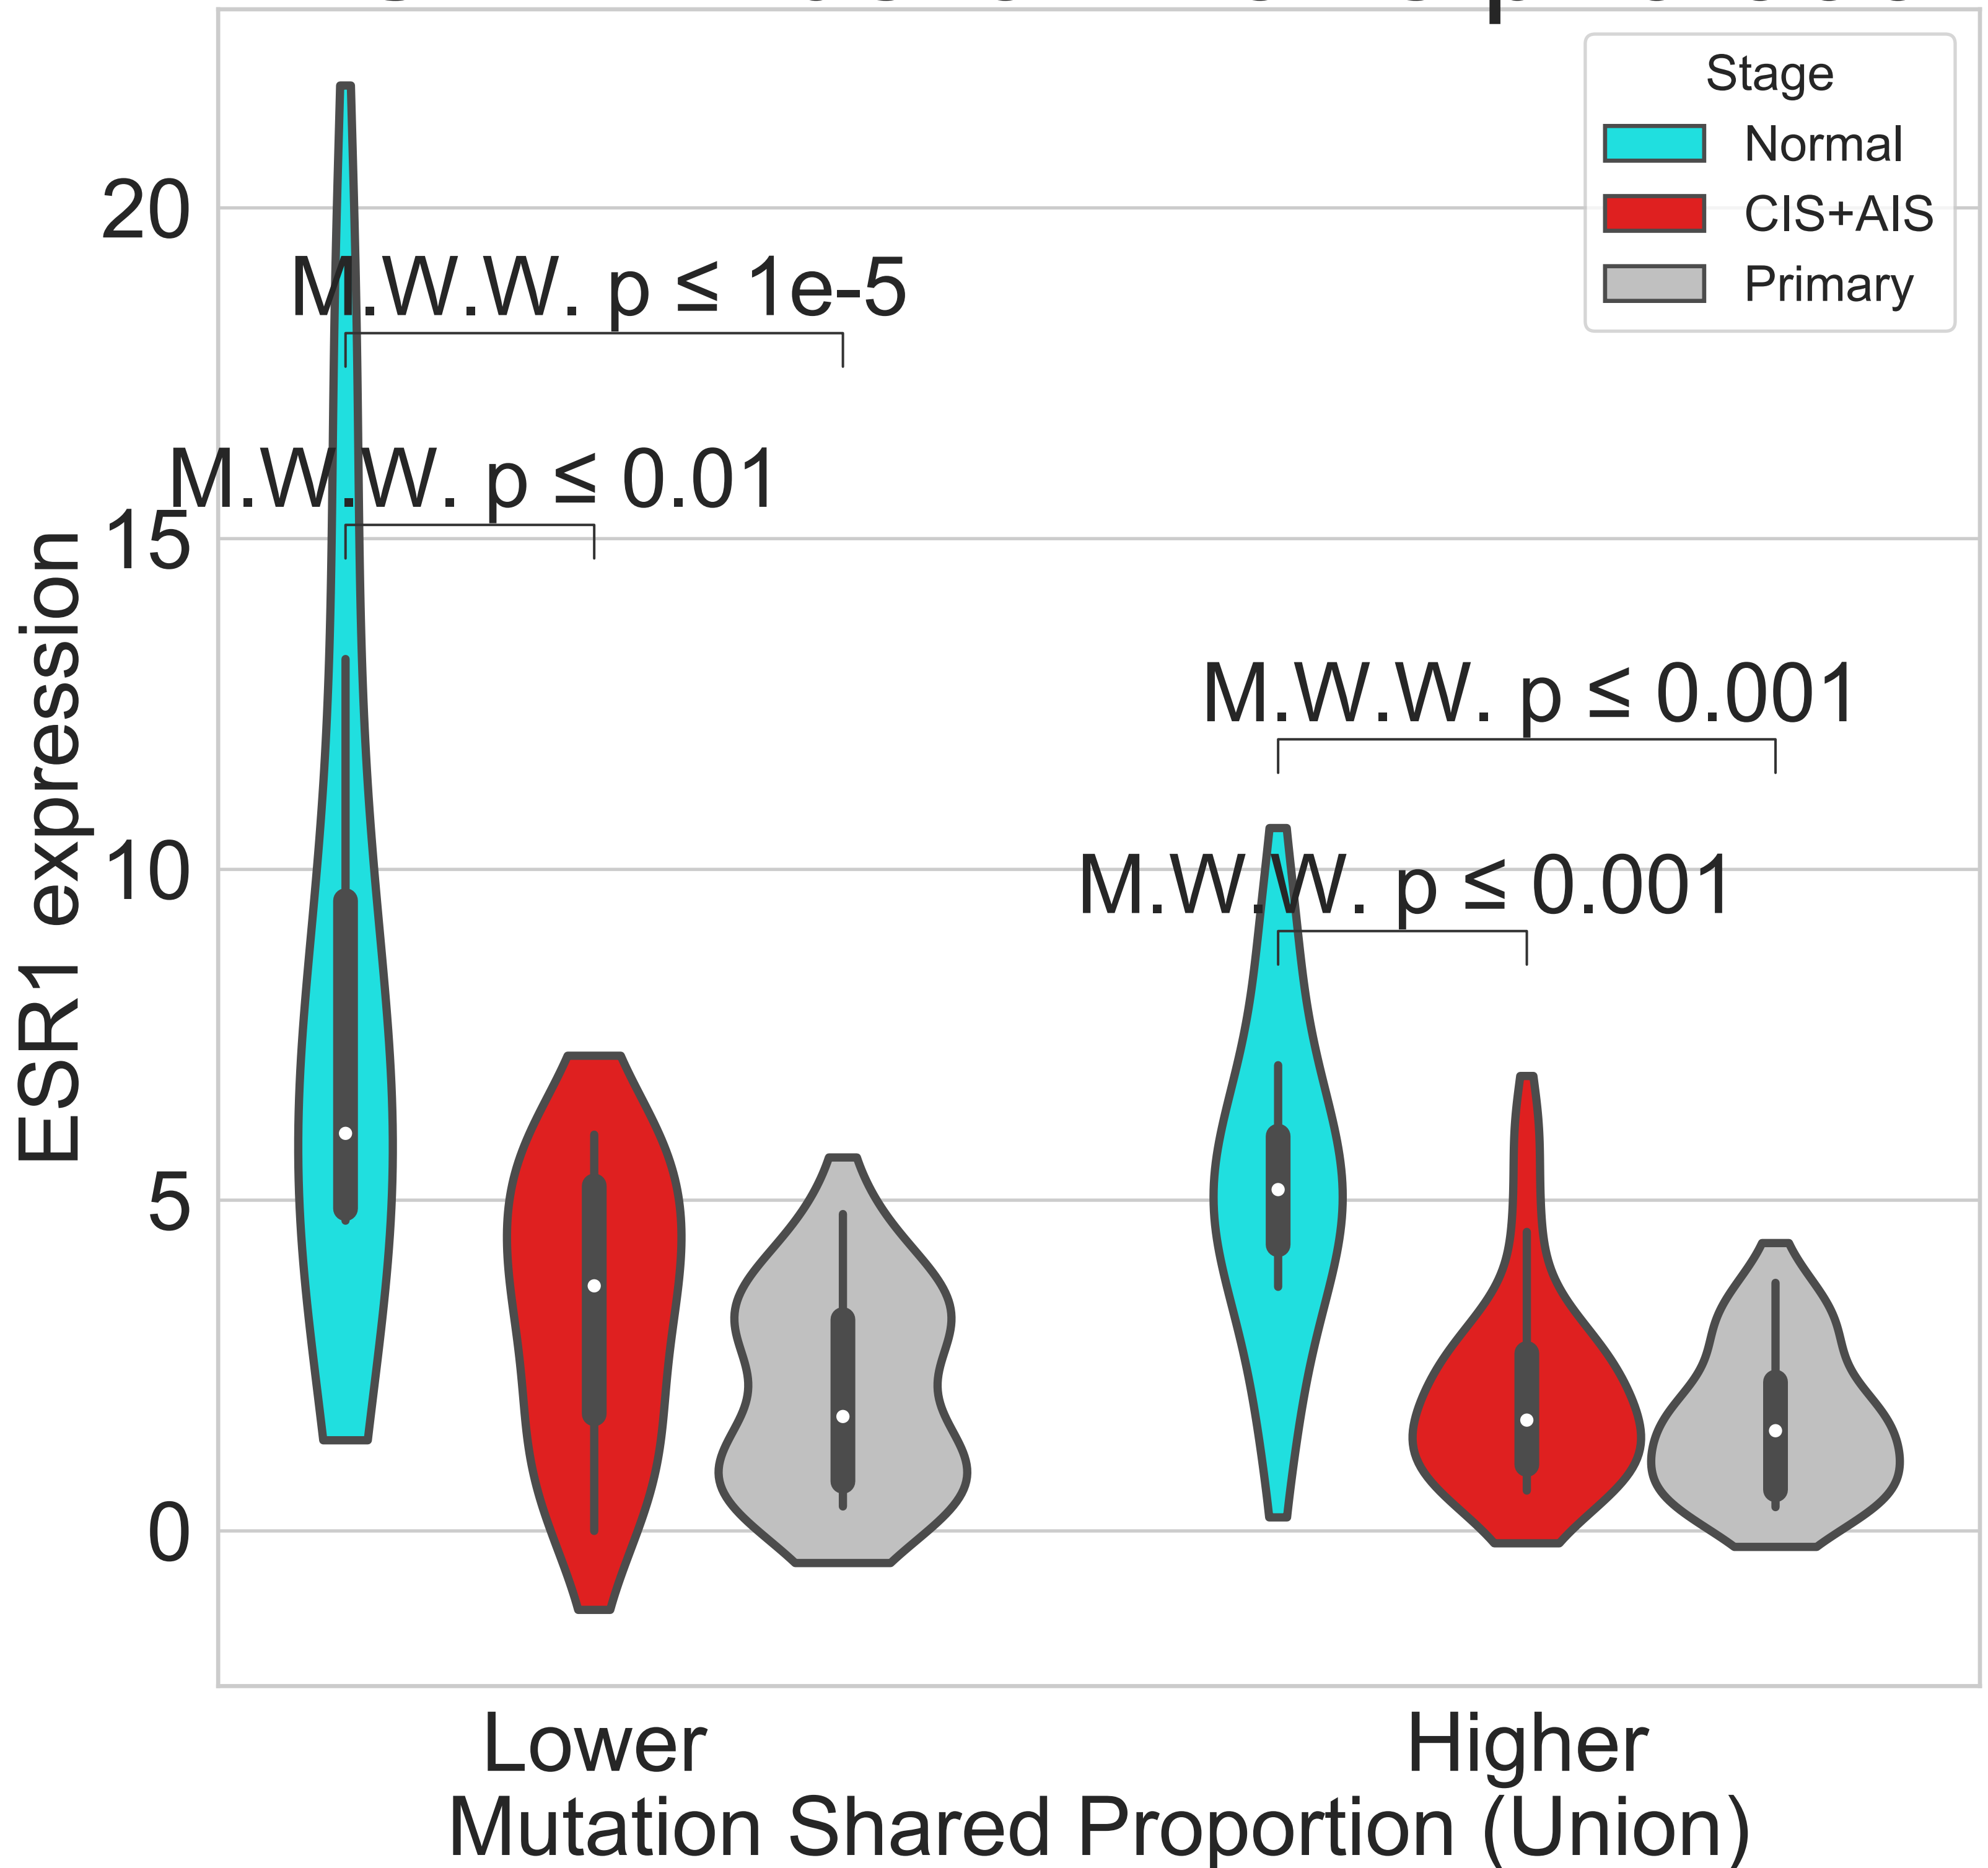 Stage
Normal
CIS+AIS
Primary
20
15
10
5
0
ESR1 expression
M.W.W. p ≤ 1e-5
M.W.W. p ≤ 0.01
M.W.W. p ≤ 0.001
M.W.W. p ≤ 0.001
Lower
Higher
Mutation Shared Proportion (Union)